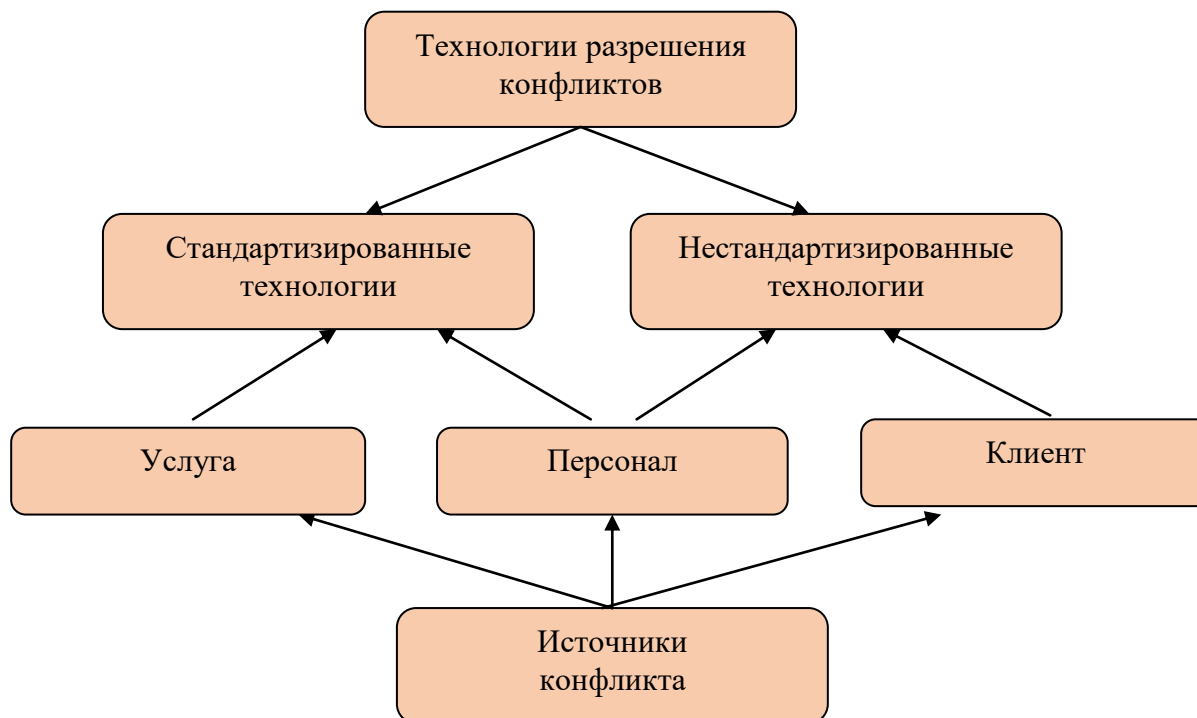 Технологии разрешения
конфликтов
Стандартизированные
технологии
Нестандартизированные
технологии
Услуга
Персонал
Клиент
Источники
конфликта